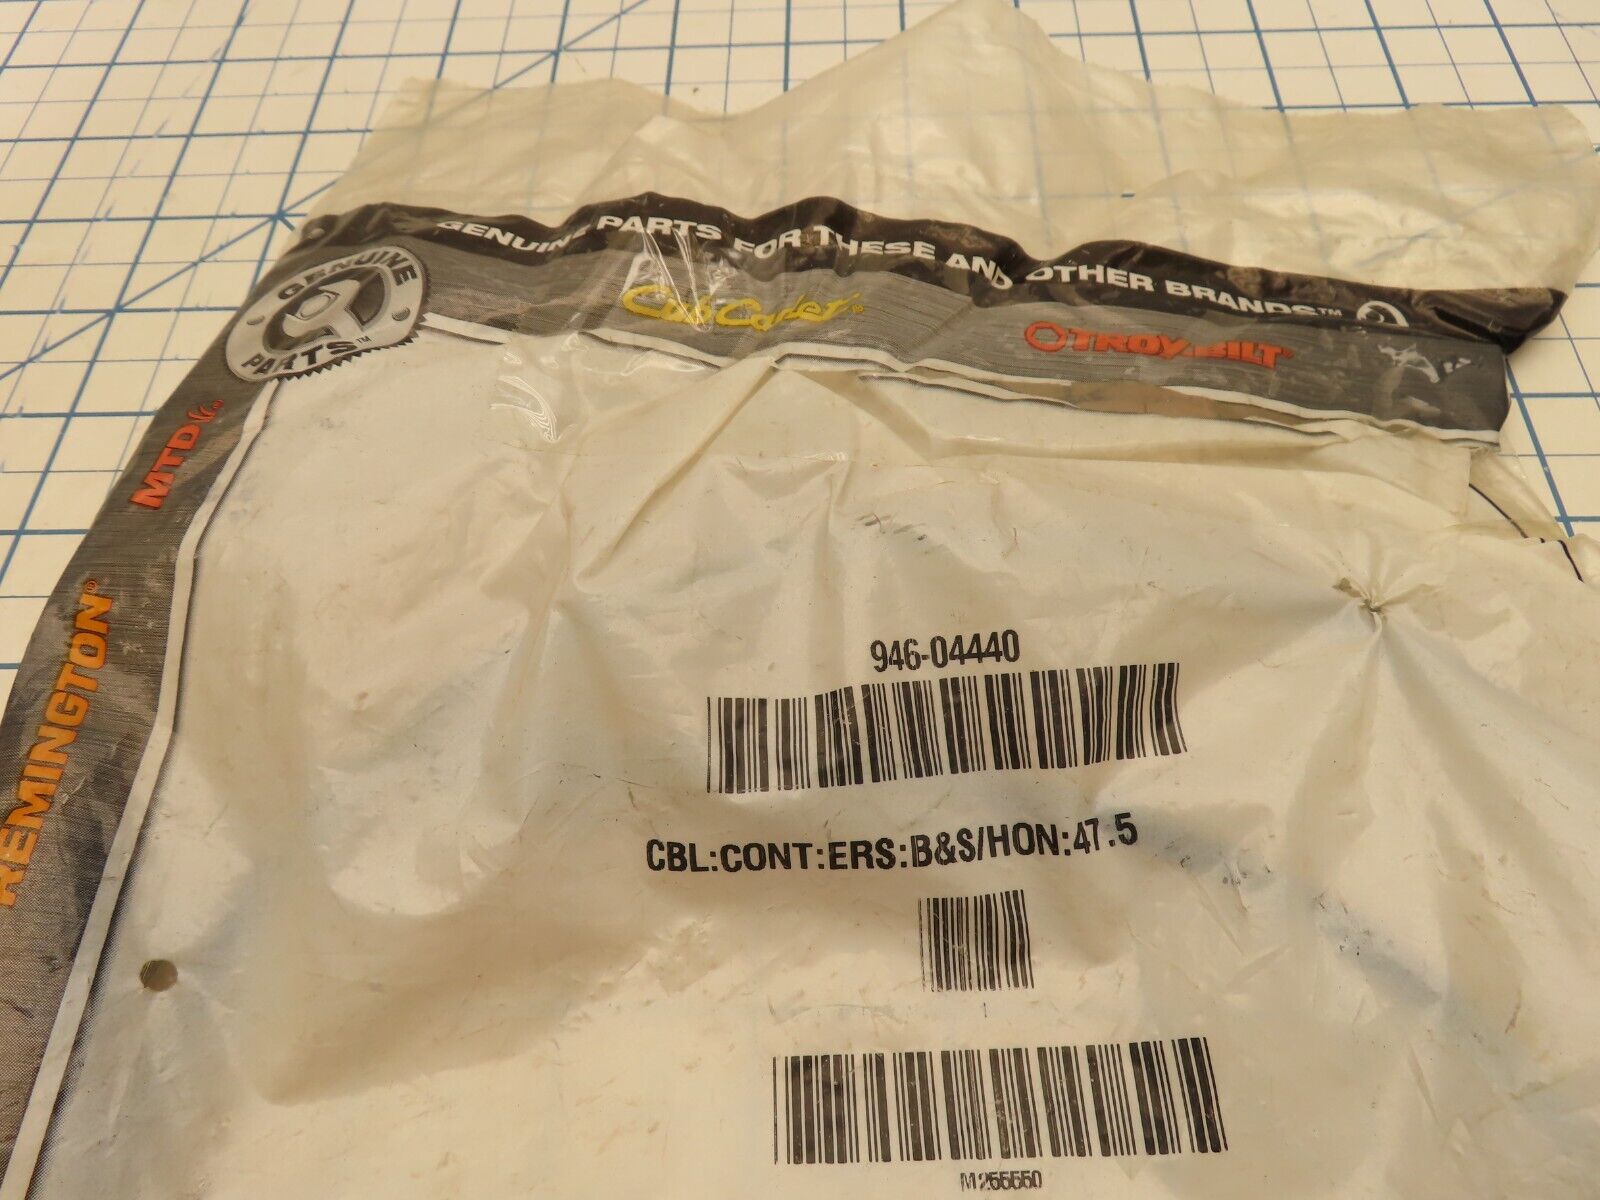 GENUINE PARTS FOR THESE AND OTHER BRANDS™
GENUINE
PARTS™
Cub Cadet
TROY-BILT®
MTD
REMINGTON®
946-04440
CBL:CONT:ERS:B&S/HON:47.5
1
M255550